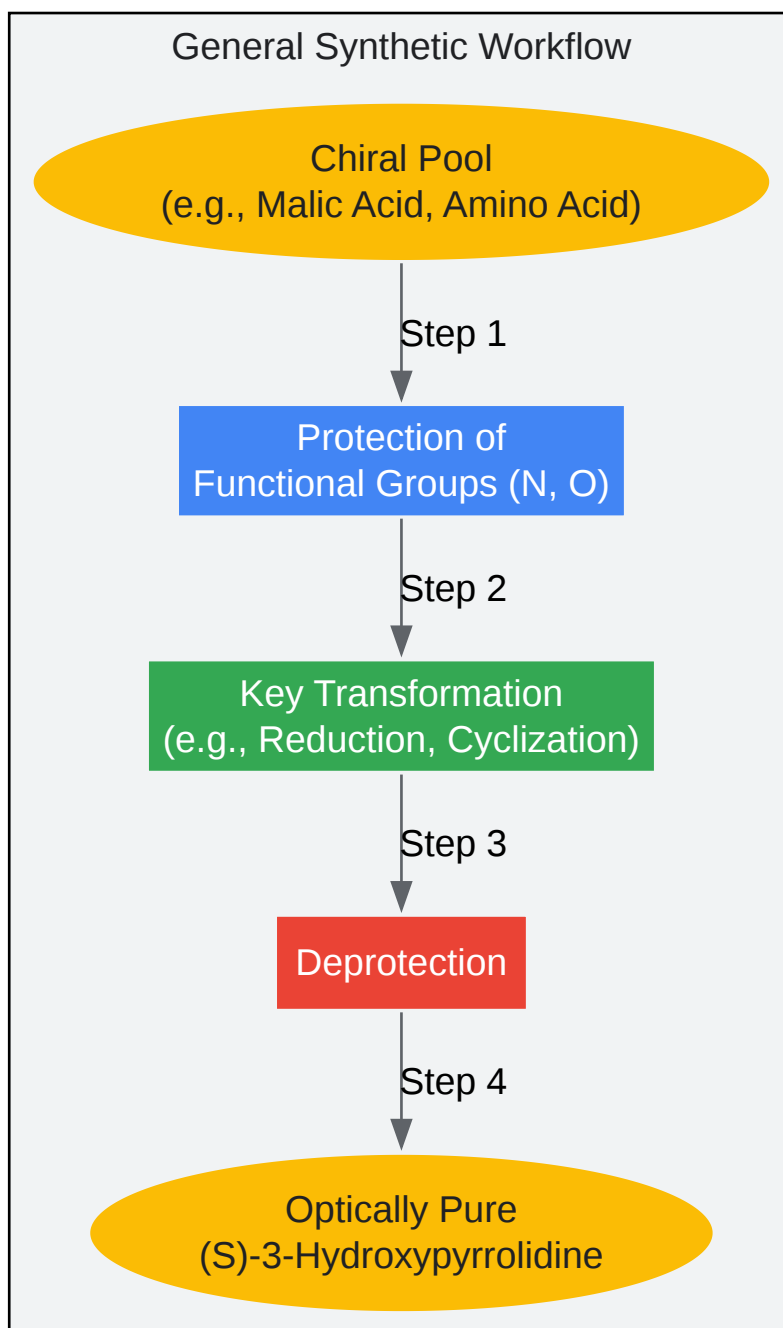 General Synthetic Workflow
Chiral Pool
(e.g., Malic Acid, Amino Acid)
Step 1
Protection of
Functional Groups (N, O)
Step 2
Key Transformation
(e.g., Reduction, Cyclization)
Step 3
Deprotection
Step 4
Optically Pure
(S)-3-Hydroxypyrrolidine